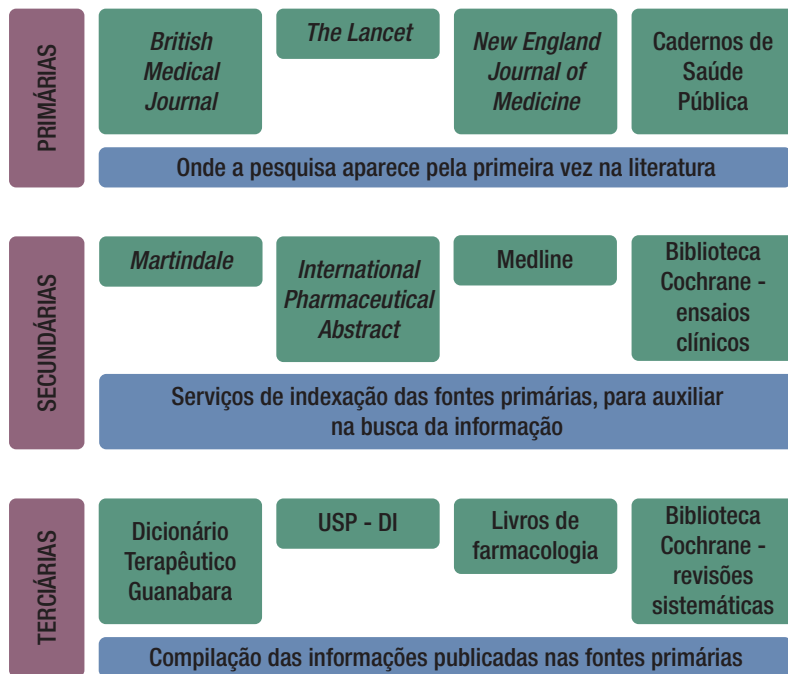 PRIMÁRIAS
British
Medical
Journal
The Lancet
New England
Journal of
Medicine
Cadernos de
Saúde
Pública
Onde a pesquisa aparece pela primeira vez na literatura
SECUNDÁRIAS
Martindale
International
Pharmaceutical
Abstract
Medline
Biblioteca
Cochrane -
ensaios
clínicos
Serviços de indexação das fontes primárias, para auxiliar
na busca da informação
TERCIÁRIAS
Dicionário
Terapêutico
Guanabara
USP - DI
Livros de
farmacologia
Biblioteca
Cochrane -
revisões
sistemáticas
Compilação das informações publicadas nas fontes primárias